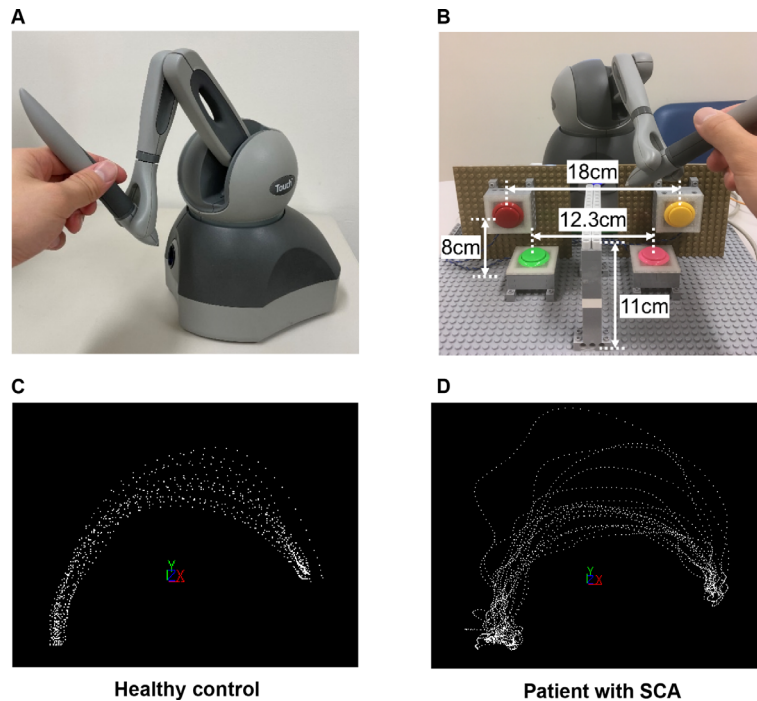 A
B
Touch
18cm
12.3cm
8cm
11cm
C
D
Y
Z X
Y
Z X
Healthy control
Patient with SCA